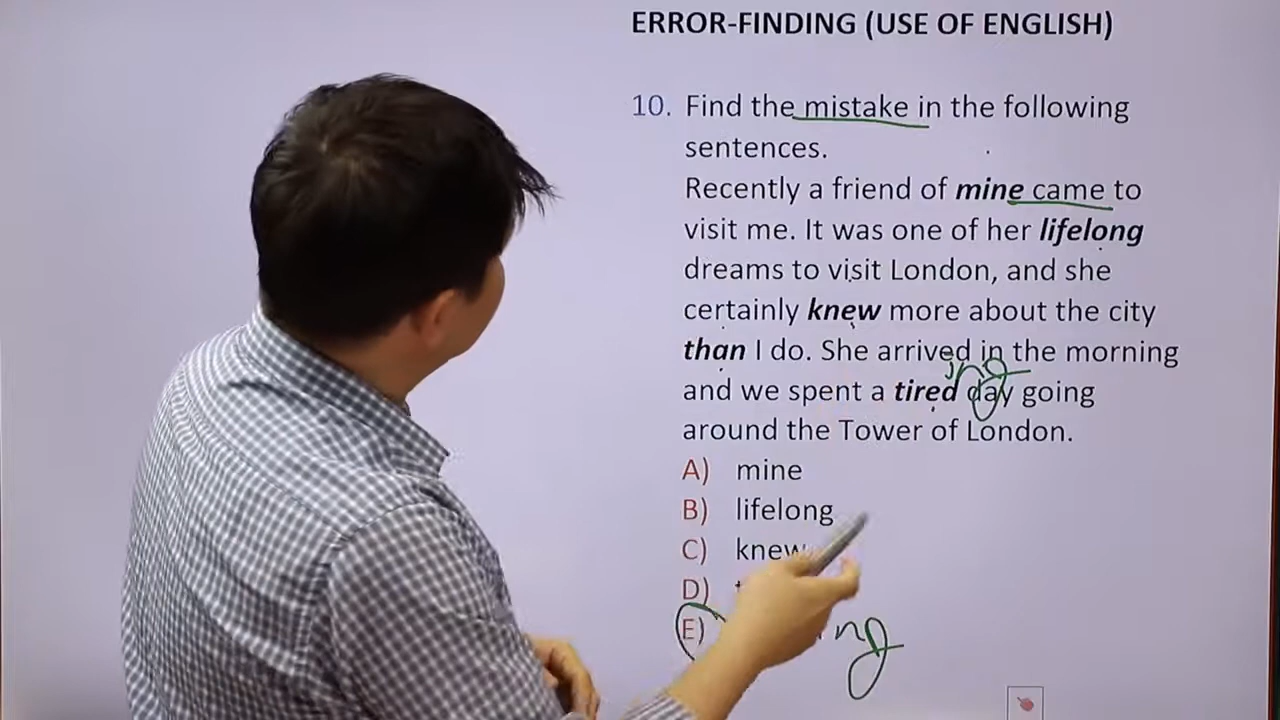 ERROR-FINDING (USE OF ENGLISH)
10. Find the mistake in the following
sentences.
Recently a friend of mine came to
visit me. It was one of her lifelong
dreams to visit London, and she
certainly knew more about the city
than I do. She arrived in the morning
ing
and we spent a tired day going
around the Tower of London.
A) mine
B) lifelong
C) knew
D)
E) ng